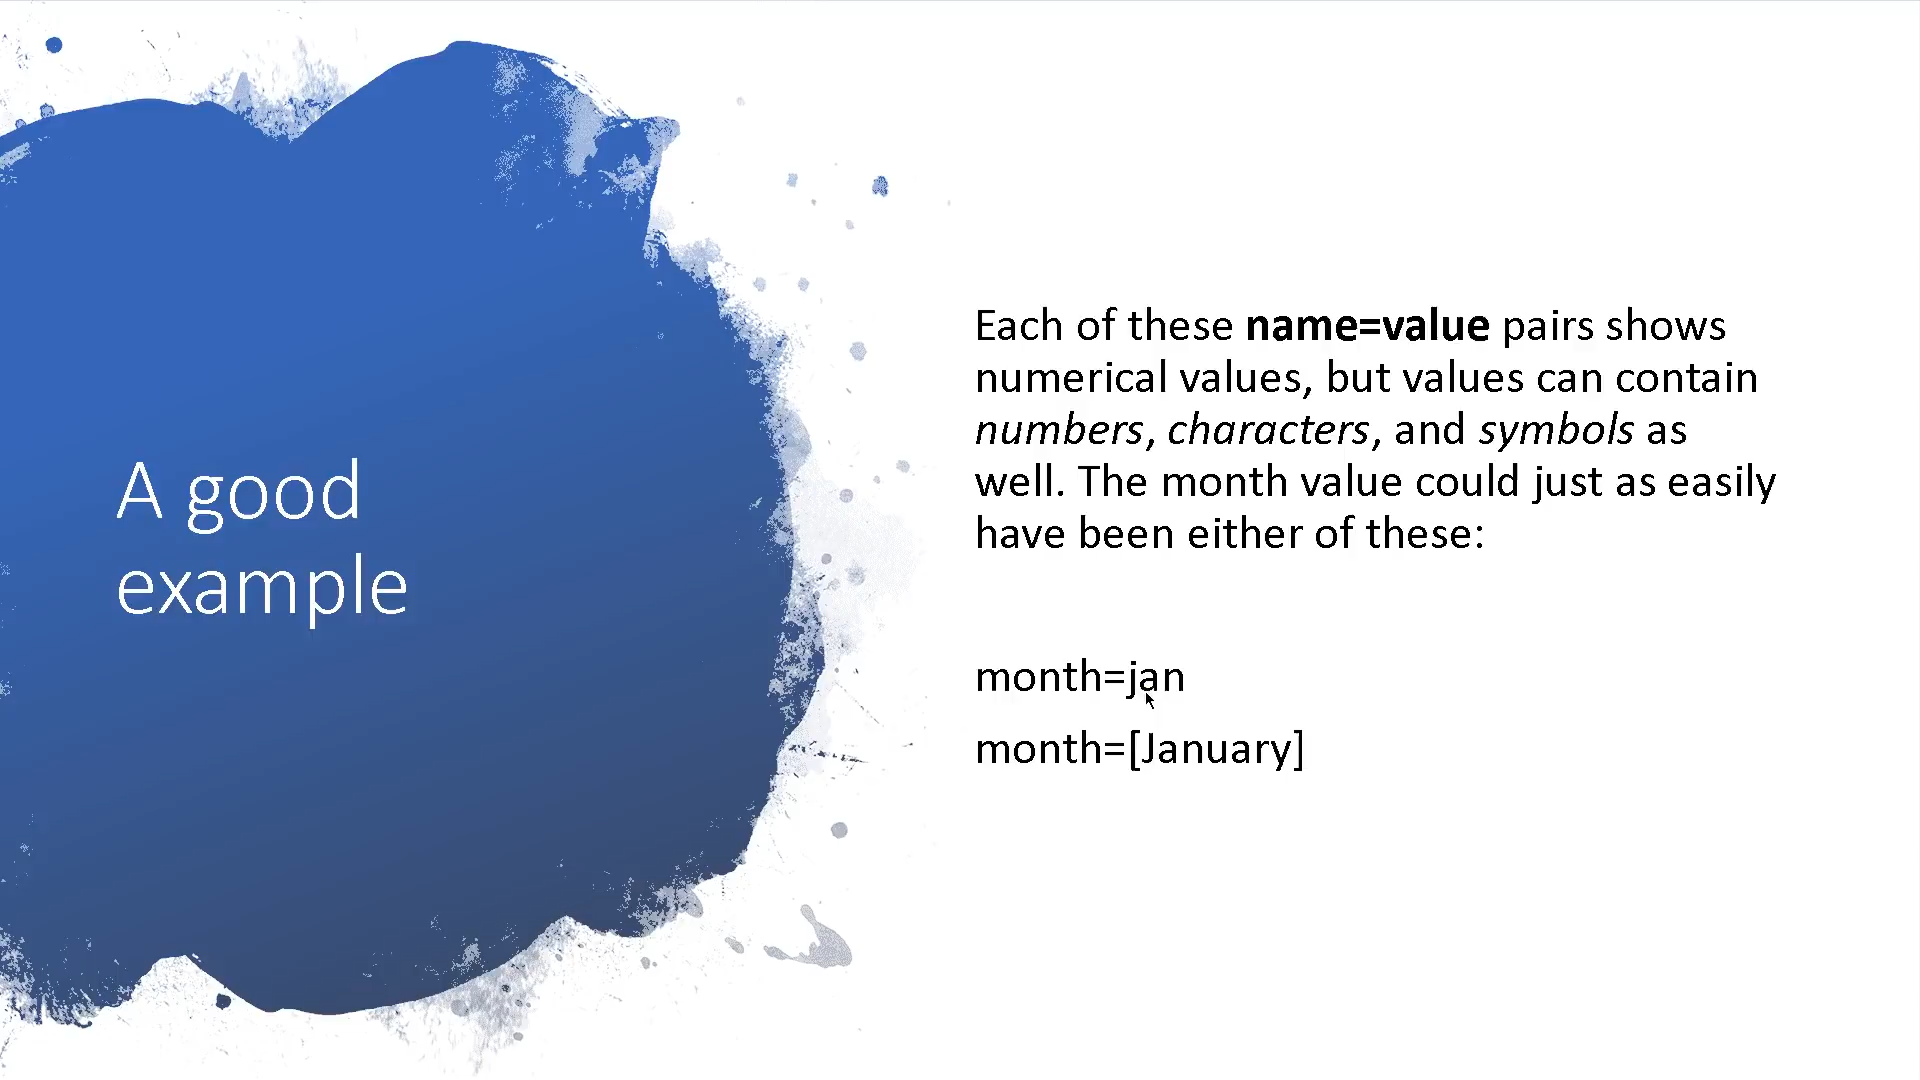 A good
example
Each of these name=value pairs shows
numerical values, but values can contain
numbers, characters, and symbols as
well. The month value could just as easily
have been either of these:
month=jan
month=[January]